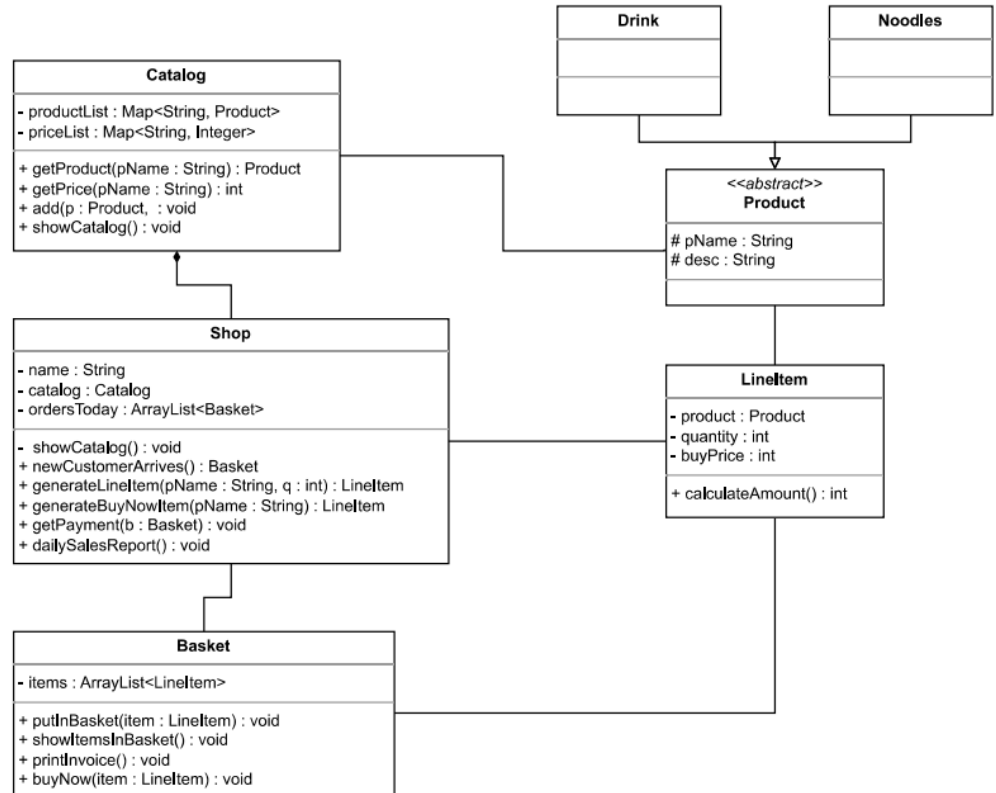 Drink
Noodles
Catalog
- productList : Map<String, Product>
- priceList : Map<String, Integer>
+ getProduct(pName : String) : Product
+ getPrice(pName : String) : int
+ add(p : Product, : void
+ showCatalog() : void
<<abstract>>
Product
# pName : String
# desc : String
Shop
- name : String
- catalog : Catalog
- ordersToday : ArrayList<Basket>
- showCatalog() : void
+ newCustomerArrives() : Basket
+ generateLineItem(pName : String, q : int) : LineItem
+ generateBuyNowItem(pName : String) : LineItem
+ getPayment(b : Basket) : void
+ dailySalesReport() : void
LineItem
- product : Product
- quantity : int
- buyPrice : int
+ calculateAmount() : int
Basket
- items : ArrayList<LineItem>
+ putInBasket(item : LineItem) : void
+ showItemsInBasket() : void
+ printInvoice() : void
+ buyNow(item : LineItem) : void